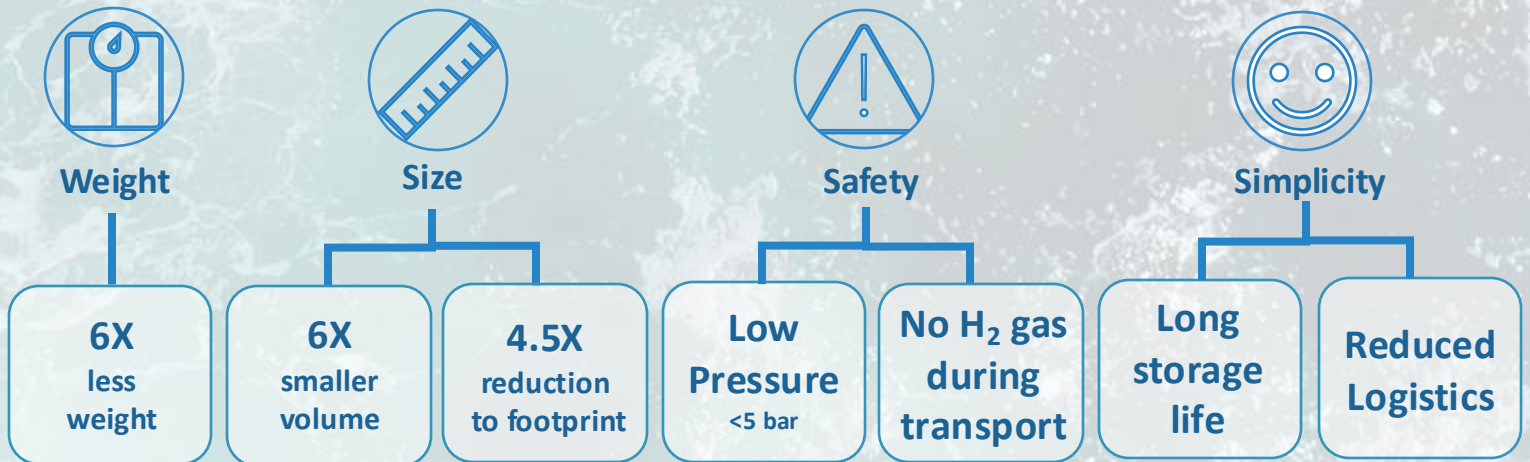 Weight
Size
Safety
Simplicity
6X
less
weight
6X
smaller
volume
4.5X
reduction
to footprint
Low
Pressure
<5 bar
No H₂ gas
during
transport
Long
storage
life
Reduced
Logistics